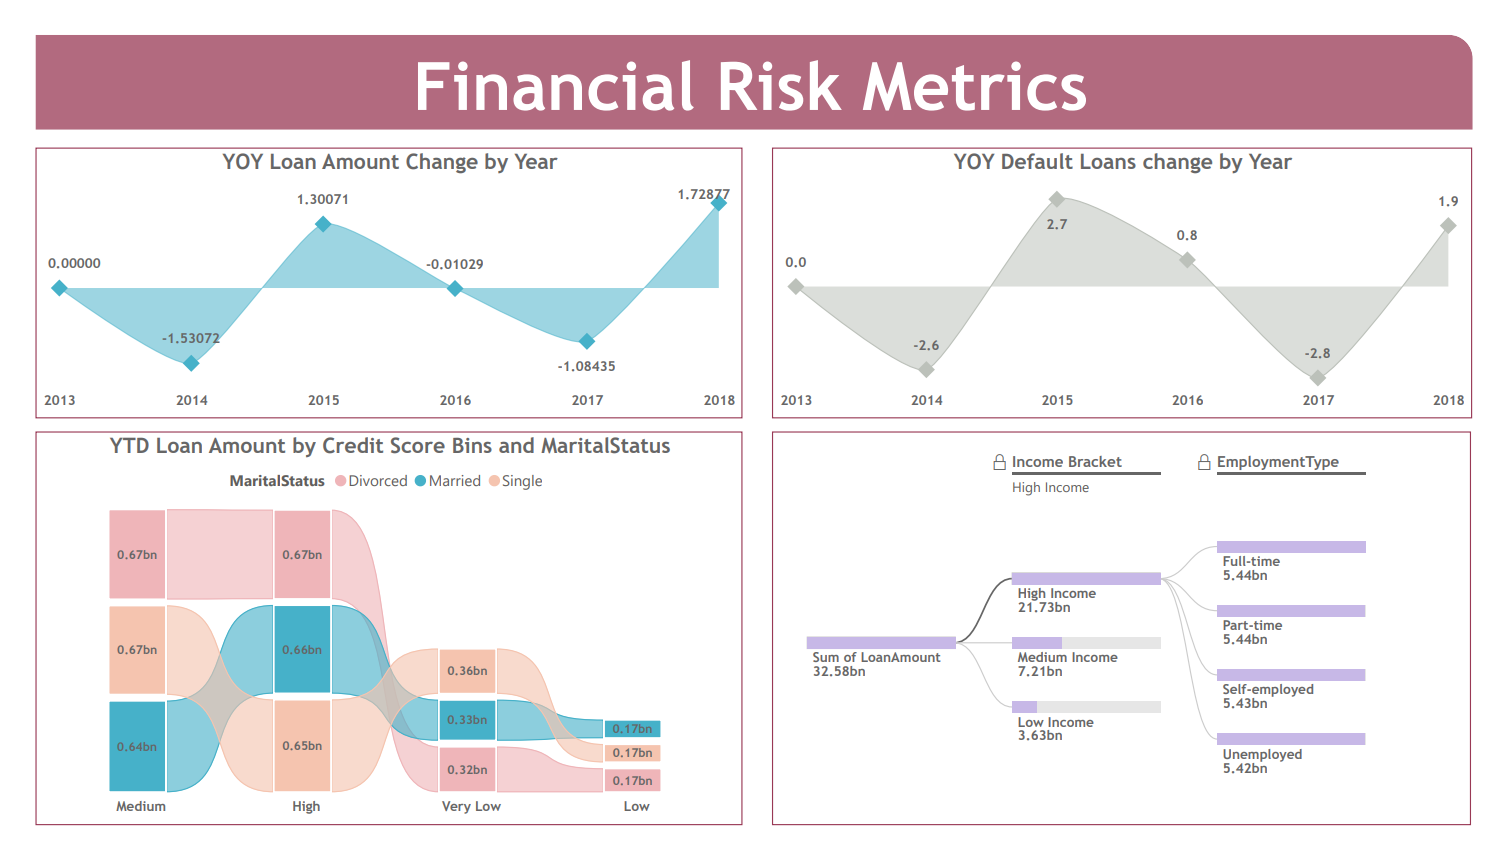 Financial Risk Metrics
YOY Loan Amount Change by Year
1.72877
1.30071
0.00000
-0.01029
-1.53072
-1.08435
2013 2014 2015 2016 2017 2018
YOY Default Loans change by Year
1.9
2.7
0.8
0.0
-2.6
-2.8
2013 2014 2015 2016 2017 2018
YTD Loan Amount by Credit Score Bins and MaritalStatus
MaritalStatus Divorced Married Single
0.67bn 0.67bn
0.67bn 0.66bn 0.36bn
0.33bn 0.17bn
0.64bn 0.65bn 0.17bn
0.32bn 0.17bn
Medium High Very Low Low
Income Bracket EmploymentType
High Income
Full-time
5.44bn
High Income
21.73bn
Part-time
5.44bn
Sum of LoanAmount
32.58bn
Medium Income
7.21bn
Self-employed
5.43bn
Low Income
3.63bn
Unemployed
5.42bn